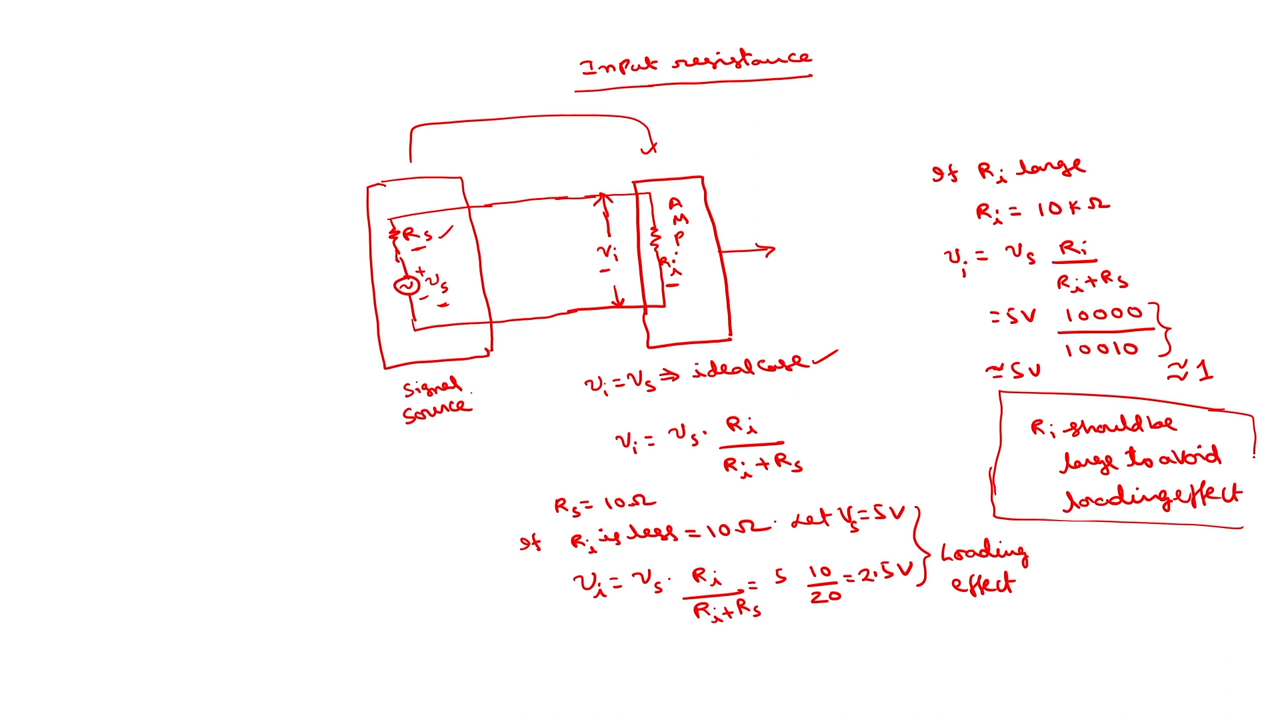 Input resistance
Rs ✓
+
vs
-
vi
AMP
Ri
Signal
Source
vi = vs ⇒ ideal case ✓
vi = vs . Ri / (Ri + Rs)
Rs = 10Ω
If Ri is less = 10Ω. Let Vs = 5V
vi = vs . Ri / (Ri + Rs) = 5 10/20 = 2.5V
Loading
effect
If Ri large
Ri = 10KΩ
vi = vs Ri / (Ri + Rs)
= 5V 10000 / 10010
≈ 5V ≈ 1
Ri should be
large to avoid
loading effect